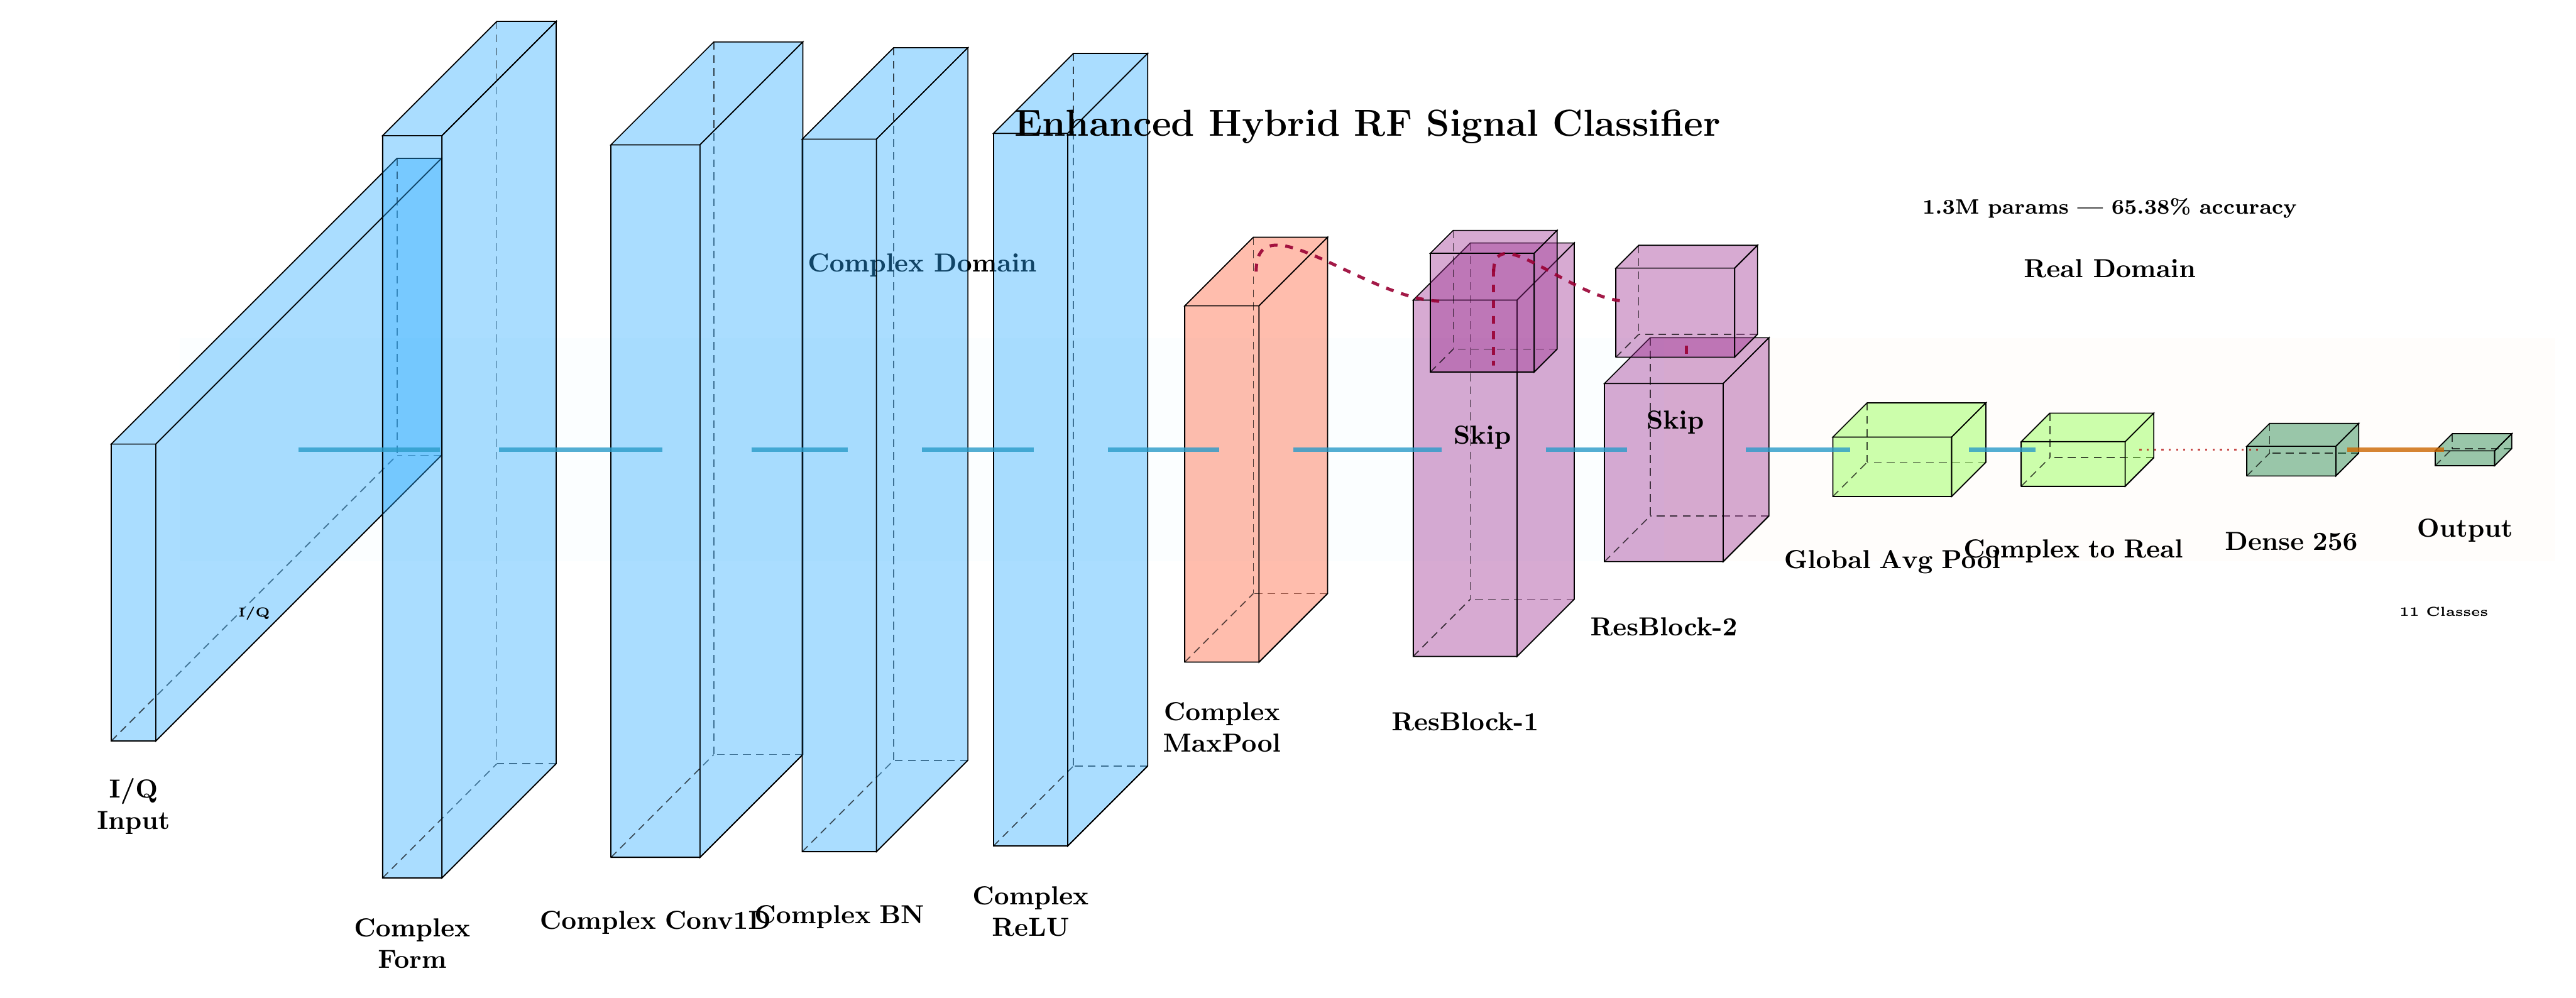 Enhanced Hybrid RF Signal Classifier
1.3M params — 65.38% accuracy
Complex Domain
Real Domain
Skip
Skip
I/Q
Input
I/Q
Complex
Form
Complex Conv1D
Complex BN
Complex
ReLU
Complex
MaxPool
ResBlock-1
ResBlock-2
Global Avg Pool
Complex to Real
Dense 256
Output
11 Classes